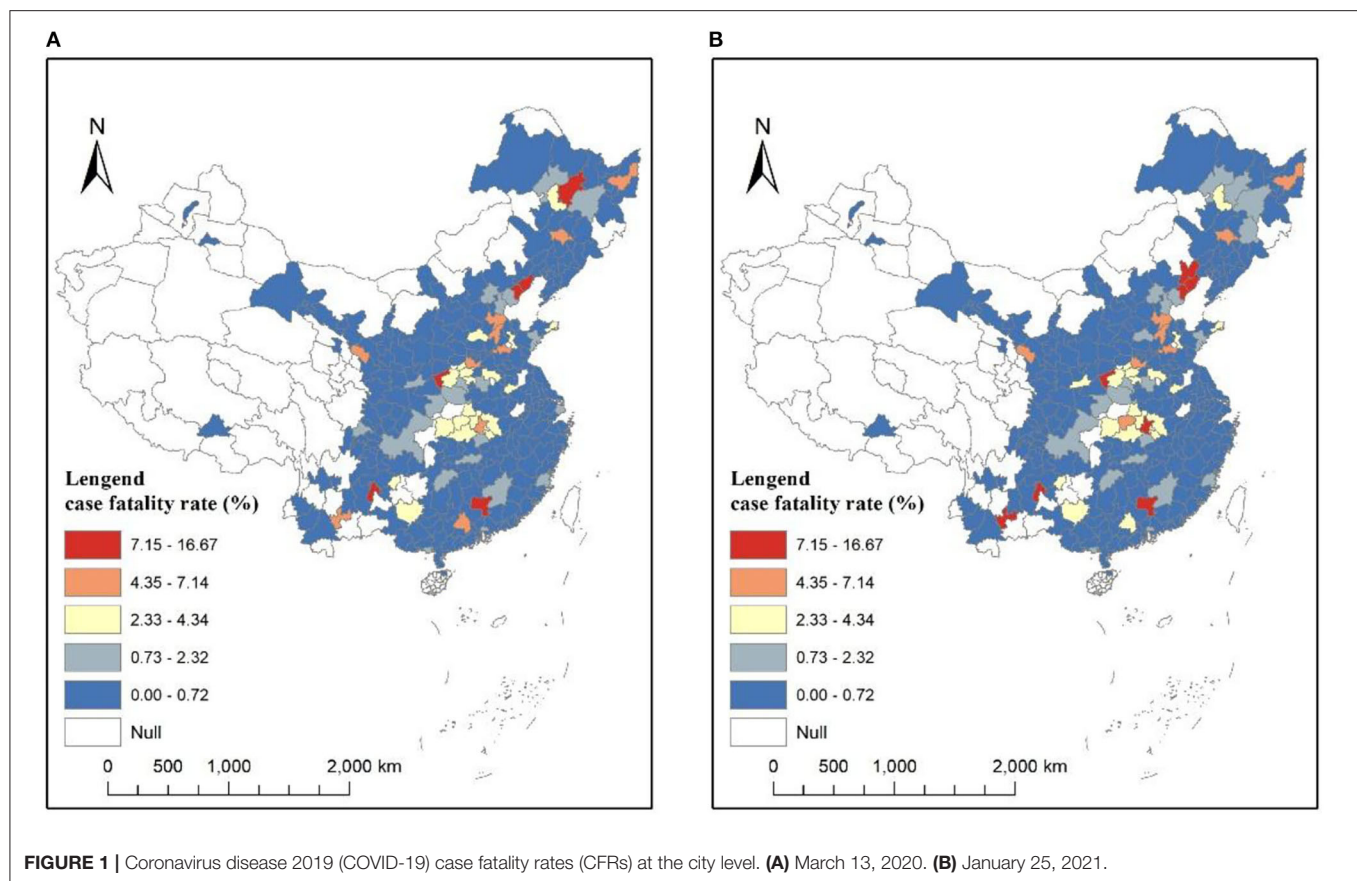 A
B
N
N
Lengend
case fatality rate (%)
7.15 - 16.67
4.35 - 7.14
2.33 - 4.34
0.73 - 2.32
0.00 - 0.72
Null
0 500 1,000 2,000 km
Lengend
case fatality rate (%)
7.15 - 16.67
4.35 - 7.14
2.33 - 4.34
0.73 - 2.32
0.00 - 0.72
Null
0 500 1,000 2,000 km
FIGURE 1 | Coronavirus disease 2019 (COVID-19) case fatality rates (CFRs) at the city level. (A) March 13, 2020. (B) January 25, 2021.